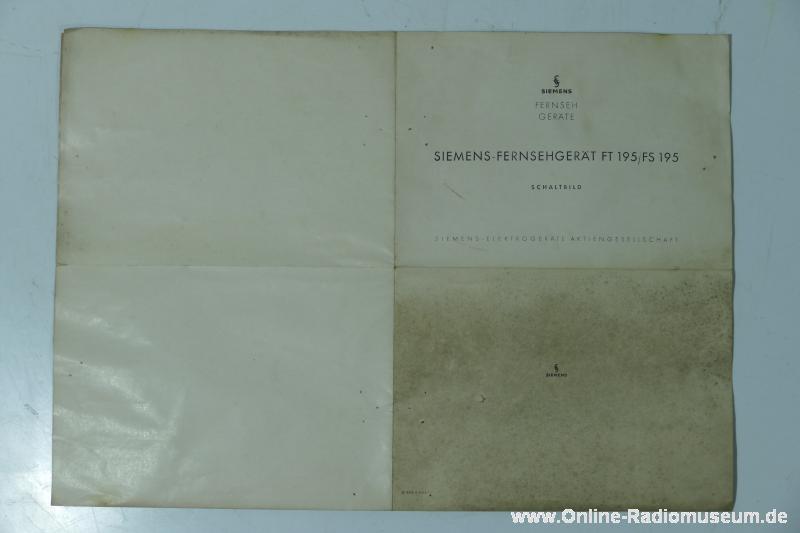 SIEMENS
FERNSEH
GERÄTE
SIEMENS-FERNSEHGERÄT FT 195/FS 195
SCHALTBILD
SIEMENS-ELEKTROGERÄTE AKTIENGESELLSCHAFT
SIEMENS
www.Online-Radiomuseum.de